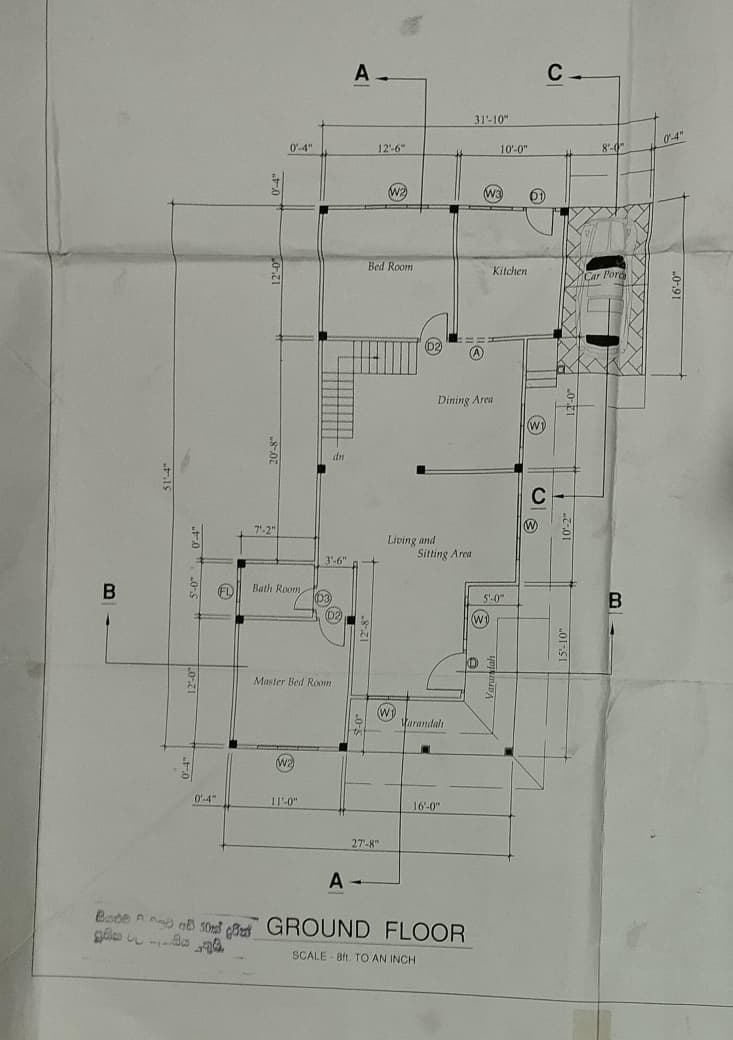 A
C
31'-10"
0'-4"
12'-6"
10'-0"
8'-0"
0'-4"
0'-4"
W2
W3
D1
Bed Room
Kitchen
Car Porch
12'-0"
16'-0"
D2
A
Dining Area
12'-0"
W1
20'-8"
dn
51'-4"
C
W
10'-2"
Living and
Sitting Area
0'-4"
7'-2"
3'-6"
B
5'-0"
FL
Bath Room
D3
D2
5'-0"
W1
B
12'-8"
15'-10"
12'-0"
Master Bed Room
D
Varandah
W1
5'-0"
Varandah
W2
0'-4"
0'-4"
11'-0"
16'-0"
27'-8"
A
GROUND FLOOR
SCALE - 8ft. TO AN INCH